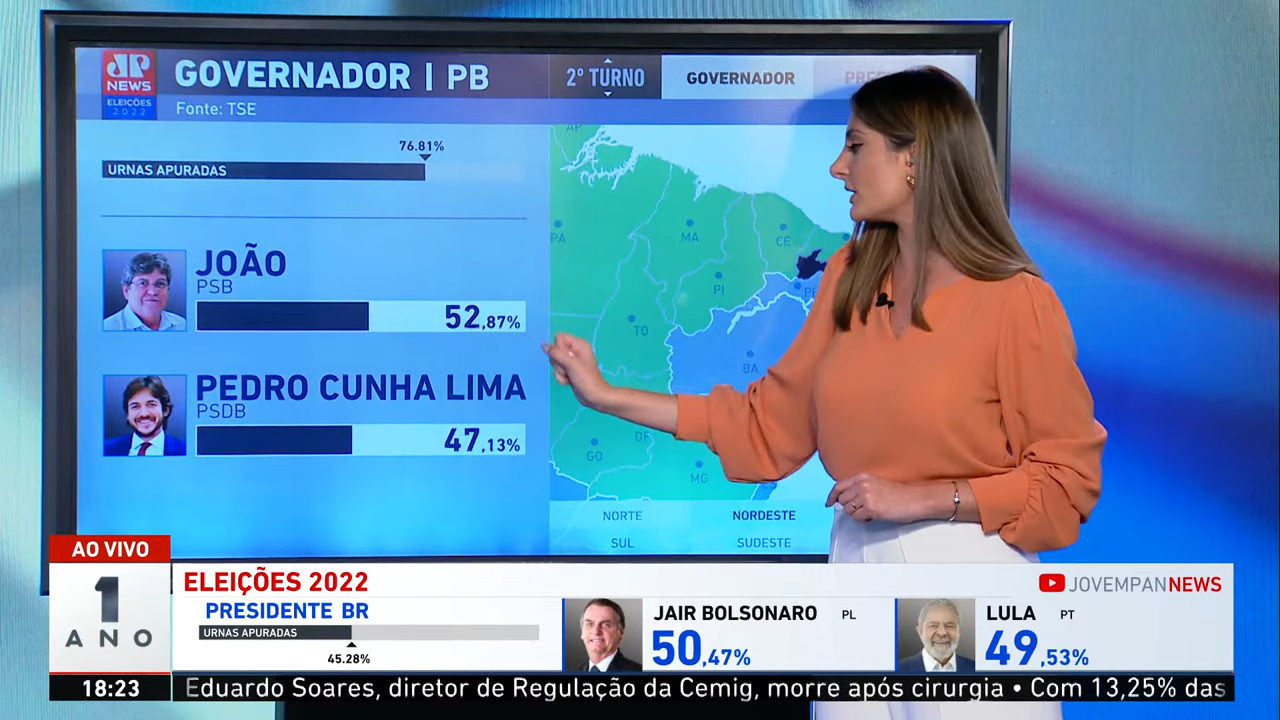 JP
NEWS
ELEIÇÕES
2022
GOVERNADOR | PB
Fonte: TSE
2º TURNO
GOVERNADOR
76.81%
URNAS APURADAS
JOÃO
PSB
52,87%
PEDRO CUNHA LIMA
PSDB
47,13%
AP
PA
MA
CE
PI
PE
TO
BA
DF
GO
MG
NORTE
NORDESTE
SUL
SUDESTE
AO VIVO
1
ANO
18:23
ELEIÇÕES 2022
JOVEMPANNEWS
PRESIDENTE BR
URNAS APURADAS
45.28%
JAIR BOLSONARO PL
50,47%
LULA PT
49,53%
Eduardo Soares, diretor de Regulação da Cemig, morre após cirurgia • Com 13,25% das